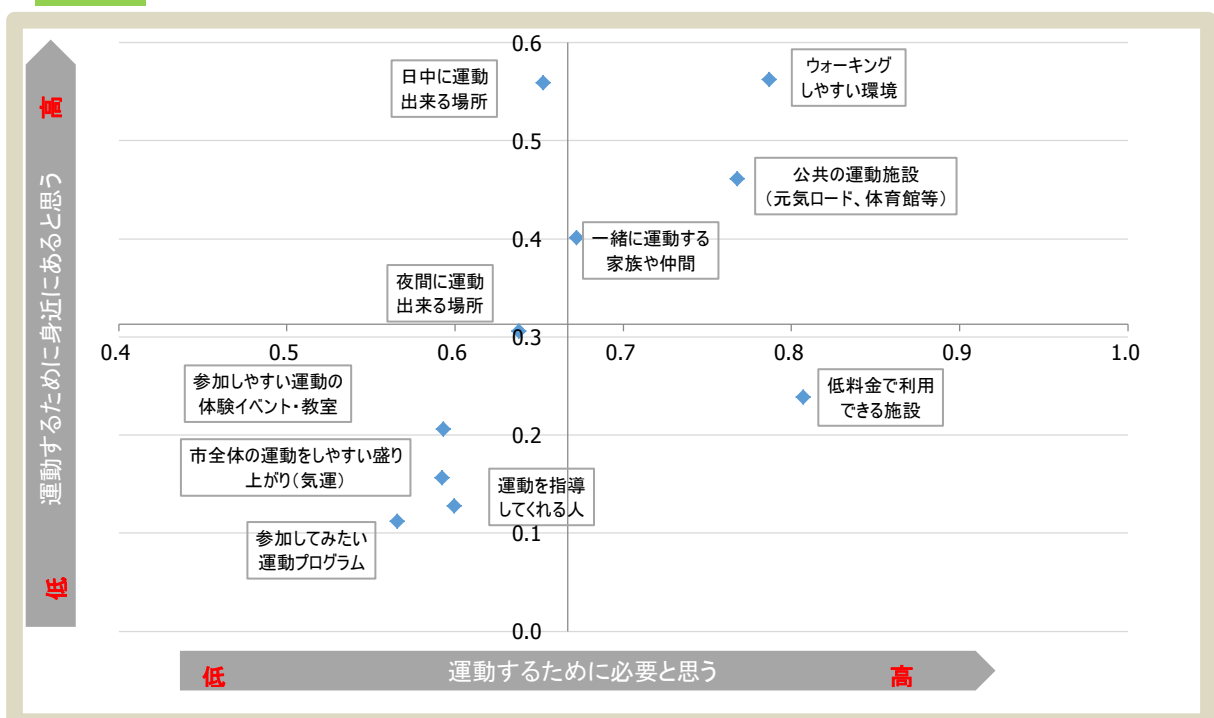 高
運動するために身近にあると思う
低
0.6
0.5
0.4
0.3
0.2
0.1
0.0
0.4
0.5
0.6
0.7
0.8
0.9
1.0
日中に運動
出来る場所
ウォーキング
しやすい環境
公共の運動施設
(元気ロード、体育館等)
一緒に運動する
家族や仲間
夜間に運動
出来る場所
参加しやすい運動の
体験イベント・教室
低料金で利用
できる施設
市全体の運動をしやすい盛り
上がり(気運)
運動を指導
してくれる人
参加してみたい
運動プログラム
低
運動するために必要と思う
高